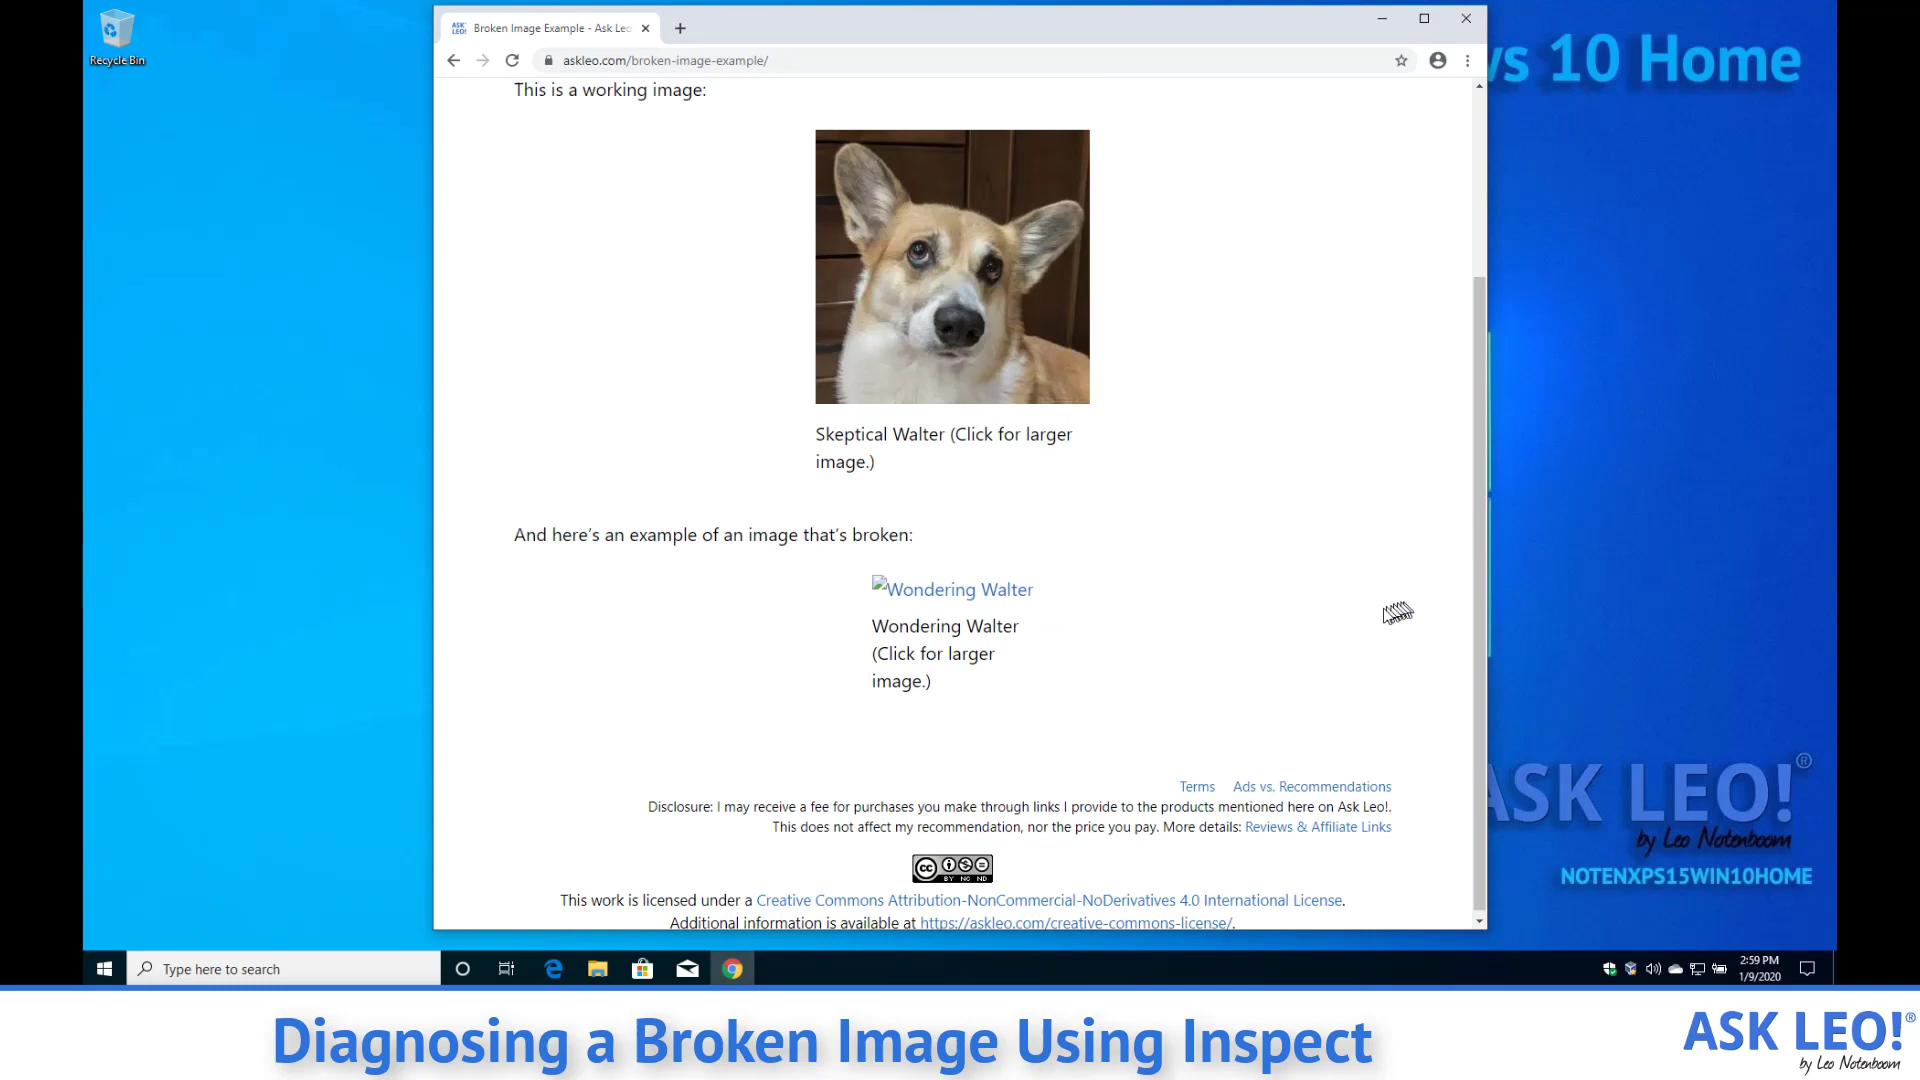 Recycle Bin
Broken Image Example - Ask Leo
askleo.com/broken-image-example/
ws 10 Home
This is a working image:
Skeptical Walter (Click for larger
image.)
And here's an example of an image that's broken:
Wondering Walter
Wondering Walter
(Click for larger
image.)
Terms Ads vs. Recommendations
Disclosure: I may receive a fee for purchases you make through links I provide to the products mentioned here on Ask Leo!.
This does not affect my recommendation, nor the price you pay. More details: Reviews & Affiliate Links
cc BY NC ND
This work is licensed under a Creative Commons Attribution-NonCommercial-NoDerivatives 4.0 International License.
Additional information is available at https://askleo.com/creative-commons-license/.
ASK LEO!®
by Leo Notenboom
NOTENXPS15WIN10HOME
Type here to search
2:59 PM
1/9/2020
Diagnosing a Broken Image Using Inspect
ASK LEO!®
by Leo Notenboom